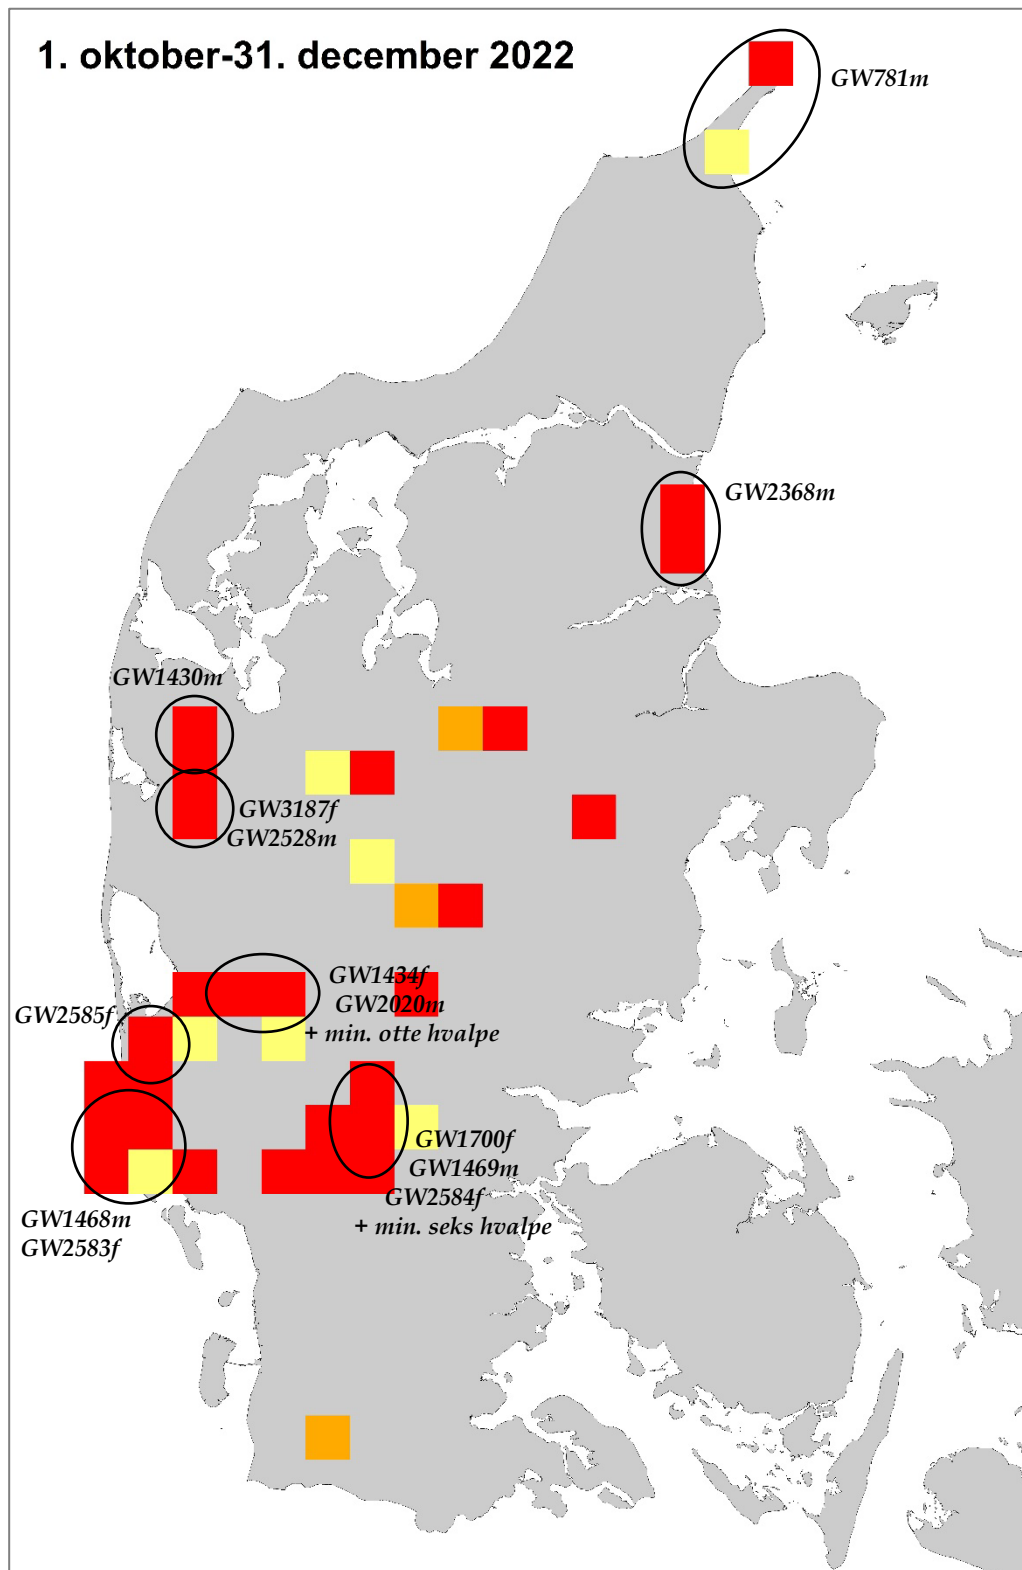 1. oktober-31. december 2022
GW781m
GW2368m
GW1430m
GW3187f
GW2528m
GW1434f
GW2020m
+ min. otte hvalpe
GW2585f
GW1700f
GW1469m
GW2584f
+ min. seks hvalpe
GW1468m
GW2583f